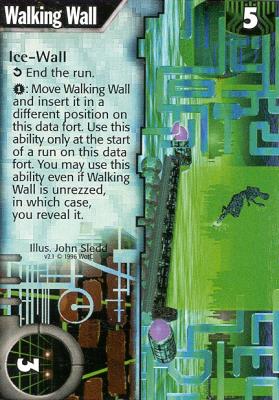 Walking Wall
5
Ice-Wall
End the run.
1: Move Walking Wall
and insert it in a
different position on
this data fort. Use this
ability only at the start
of a run on this data
fort. You may use this
ability even if Walking
Wall is unrezzed,
in which case,
you reveal it.
Illus. John Sledd
v2.1 © 1996 WotC
3